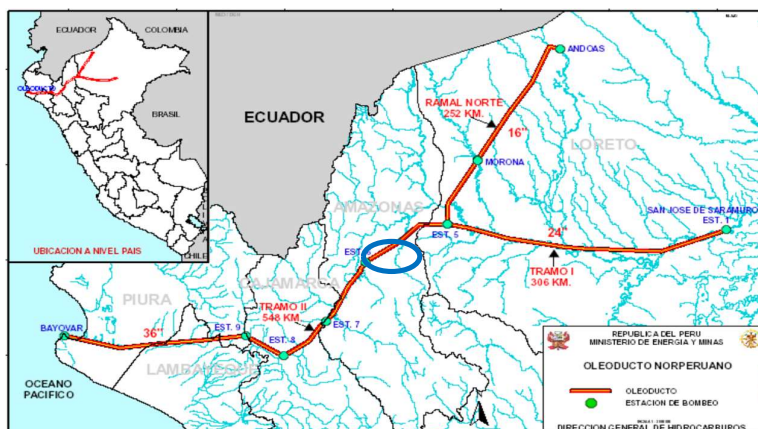 ECUADOR
COLOMBIA
BRASIL
CHILE
UBICACION A NIVEL PAIS
ECUADOR
ANDOAS
RAMAL NORTE
252 KM.
16"
LORETO
MORONA
AMAZONAS
SAN JOSE DE SARAMURO
EST. 1
EST. 5
24"
EST.
TRAMO I
306 KM.
CAJAMARCA
PIURA
TRAMO II
548 KM.
EST. 7
BAYOVAR
36"
EST. 9
EST. 8
LAMBAYEQUE
OCEANO
PACIFICO
REPUBLICA DEL PERU
MINISTERIO DE ENERGIA Y MINAS
OLEODUCTO NORPERUANO
OLEODUCTO
ESTACION DE BOMBEO
DIRECCION GENERAL DE HIDROCARBUROS